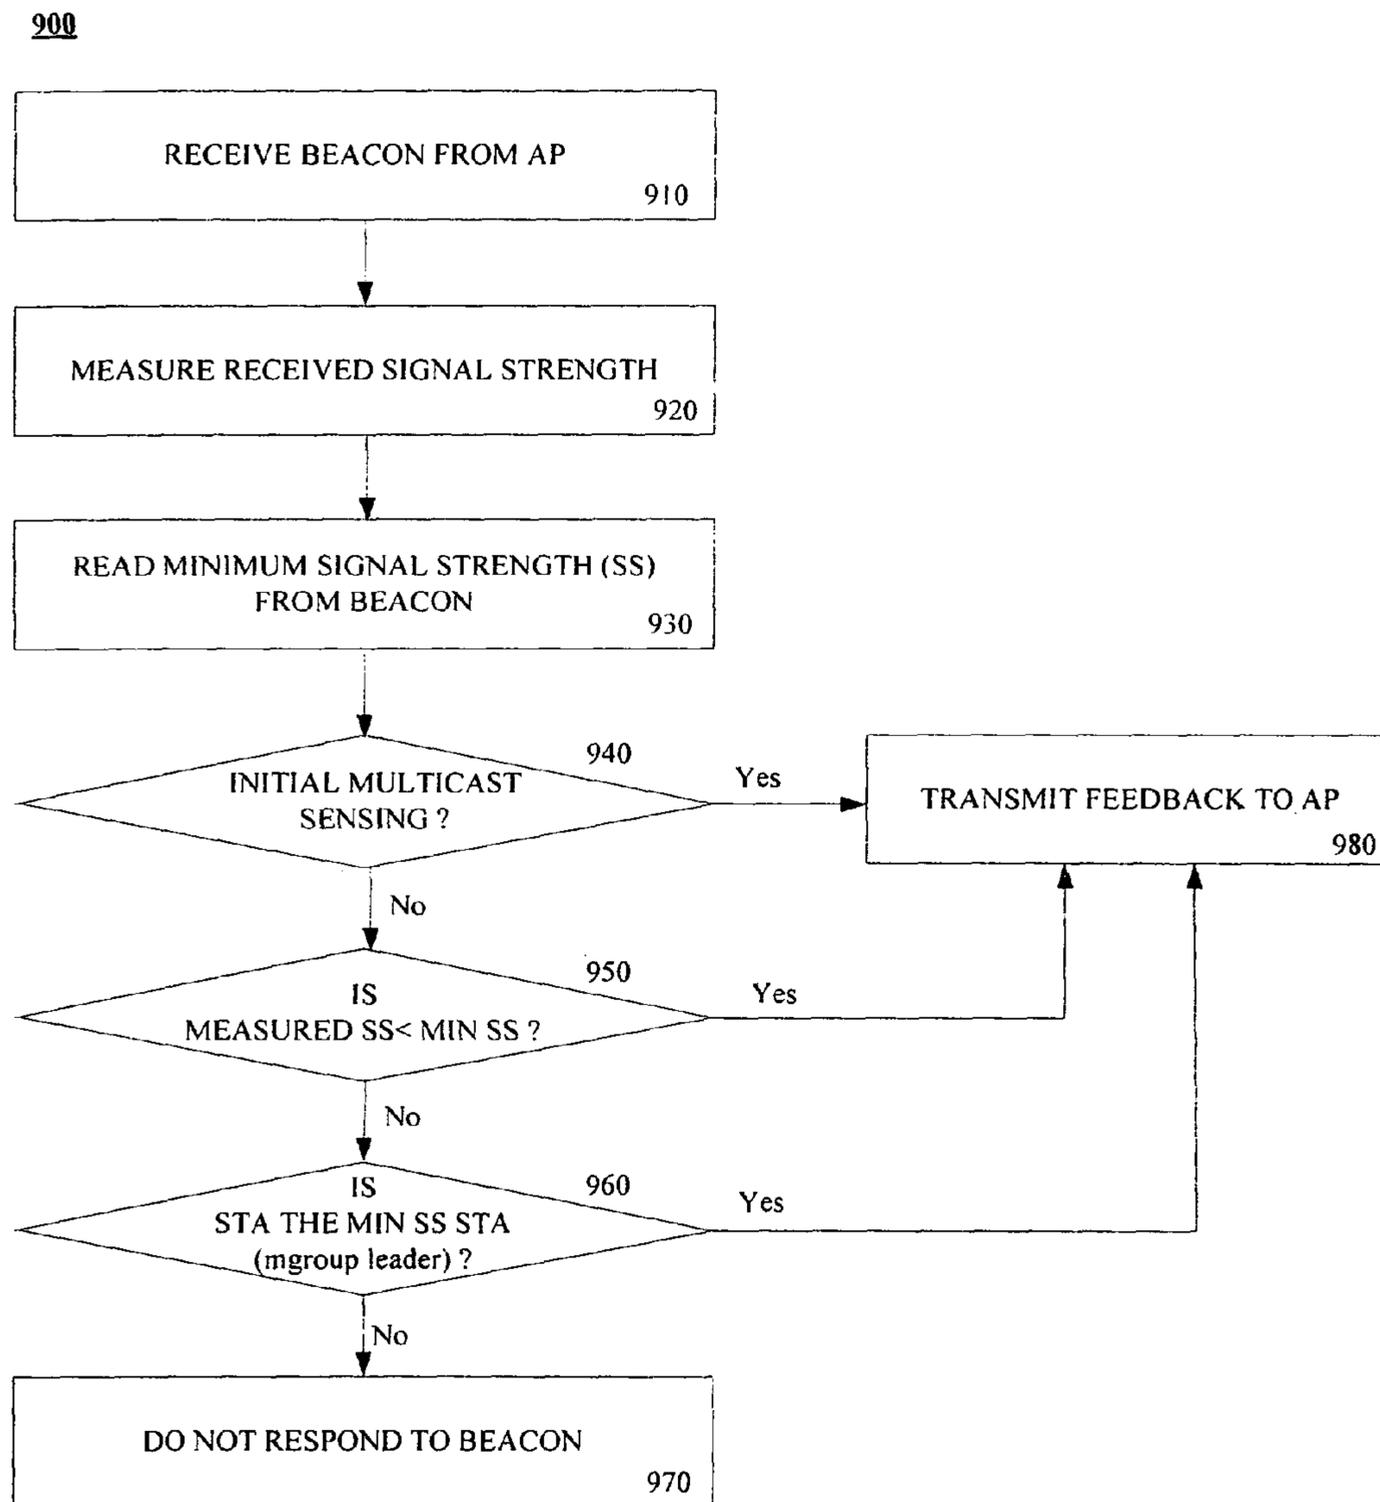 900
RECEIVE BEACON FROM AP
910
MEASURE RECEIVED SIGNAL STRENGTH
920
READ MINIMUM SIGNAL STRENGTH (SS)
FROM BEACON
930
940
INITIAL MULTICAST
SENSING ?
Yes
TRANSMIT FEEDBACK TO AP
980
No
950
IS
MEASURED SS< MIN SS ?
Yes
No
960
IS
STA THE MIN SS STA
(mgroup leader) ?
Yes
No
DO NOT RESPOND TO BEACON
970